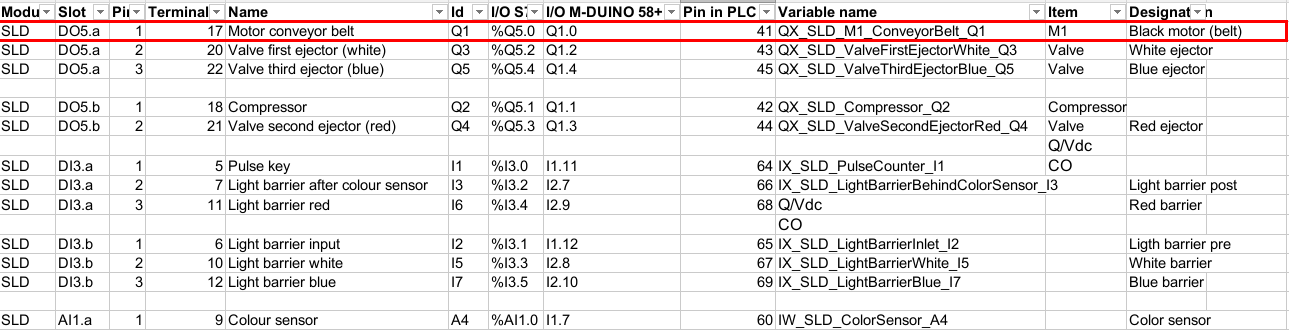 Modu Slot Pin Terminal Name Id I/O S7 I/O M-DUINO 58+ Pin in PLC Variable name Item Designation
SLD DO5.a 1 17 Motor conveyor belt Q1 %Q5.0 Q1.0 41 QX_SLD_M1_ConveyorBelt_Q1 M1 Black motor (belt)
SLD DO5.a 2 20 Valve first ejector (white) Q3 %Q5.2 Q1.2 43 QX_SLD_ValveFirstEjectorWhite_Q3 Valve White ejector
SLD DO5.a 3 22 Valve third ejector (blue) Q5 %Q5.4 Q1.4 45 QX_SLD_ValveThirdEjectorBlue_Q5 Valve Blue ejector
SLD DO5.b 1 18 Compressor Q2 %Q5.1 Q1.1 42 QX_SLD_Compressor_Q2 Compressor
SLD DO5.b 2 21 Valve second ejector (red) Q4 %Q5.3 Q1.3 44 QX_SLD_ValveSecondEjectorRed_Q4 Valve Red ejector
Q/Vdc
SLD DI3.a 1 5 Pulse key I1 %I3.0 I1.11 64 IX_SLD_PulseCounter_I1 CO
SLD DI3.a 2 7 Light barrier after colour sensor I3 %I3.2 I2.7 66 IX_SLD_LightBarrierBehindColorSensor_I3 Light barrier post
SLD DI3.a 3 11 Light barrier red I6 %I3.4 I2.9 68 Q/Vdc Red barrier
CO
SLD DI3.b 1 6 Light barrier input I2 %I3.1 I1.12 65 IX_SLD_LightBarrierInlet_I2 Ligth barrier pre
SLD DI3.b 2 10 Light barrier white I5 %I3.3 I2.8 67 IX_SLD_LightBarrierWhite_I5 White barrier
SLD DI3.b 3 12 Light barrier blue I7 %I3.5 I2.10 69 IX_SLD_LightBarrierBlue_I7 Blue barrier
SLD AI1.a 1 9 Colour sensor A4 %AI1.0 I1.7 60 IW_SLD_ColorSensor_A4 Color sensor